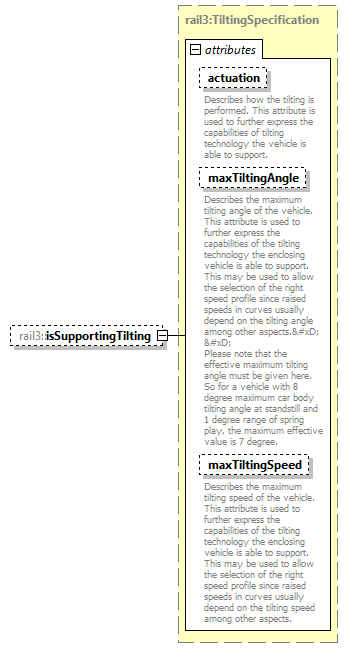 rail3:TiltingSpecification
attributes
actuation
Describes how the tilting is
performed. This attribute is
used to further express the
capabilities of tilting
technology the vehicle is
able to support.
maxTiltingAngle
Describes the maximum
tilting angle of the vehicle.
This attribute is used to
further express the
capabilities of the tilting
technology the enclosing
vehicle is able to support.
This may be used to allow
the selection of the right
speed profile since raised
speeds in curves usually
depend on the tilting angle
among other aspects.&#xD;
&#xD;
Please note that the
effective maximum tilting
angle must be given here.
So for a vehicle with 8
degree maximum car body
tilting angle at standstill and
1 degree range of spring
play, the maximum effective
value is 7 degree.
rail3:isSupportingTilting
maxTiltingSpeed
Describes the maximum
tilting speed of the vehicle.
This attribute is used to
further express the
capabilities of the tilting
technology the enclosing
vehicle is able to support.
This may be used to allow
the selection of the right
speed profile since raised
speeds in curves usually
depend on the tilting speed
among other aspects.